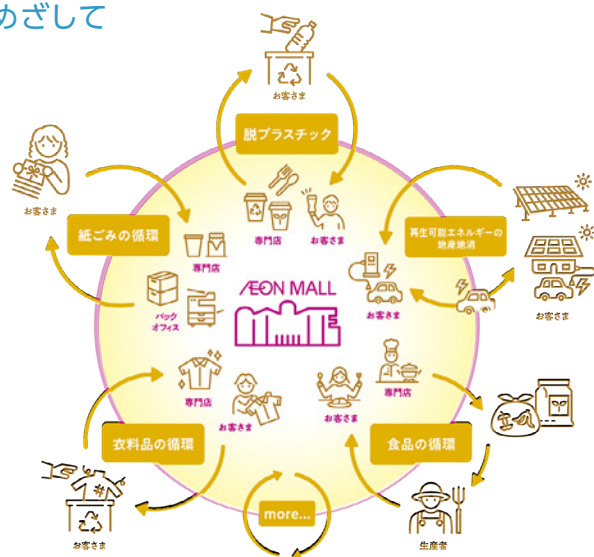 めざして
お客さま
脱プラスチック
お客さま
紙ごみの循環
専門店
専門店
お客さま
再生可能エネルギーの
地産地消
お客さま
バック
オフィス
ÆON MALL
お客さま
専門店
お客さま
専門店
お客さま
衣料品の循環
食品の循環
more...
お客さま
生産者